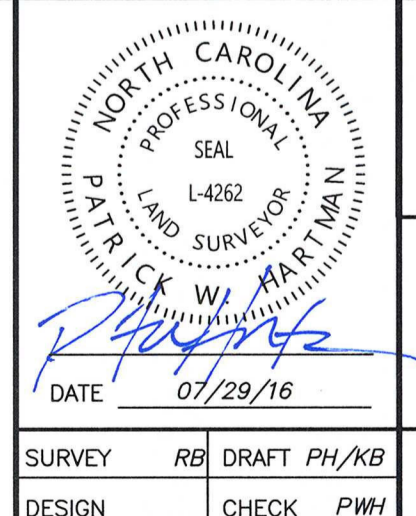 NORTH CAROLINA
PROFESSIONAL
SEAL
L-4262
LAND SURVEYOR
PATRICK W. HARTMAN
DATE 07/29/16
SURVEY RB DRAFT PH/KB
DESIGN CHECK PWH